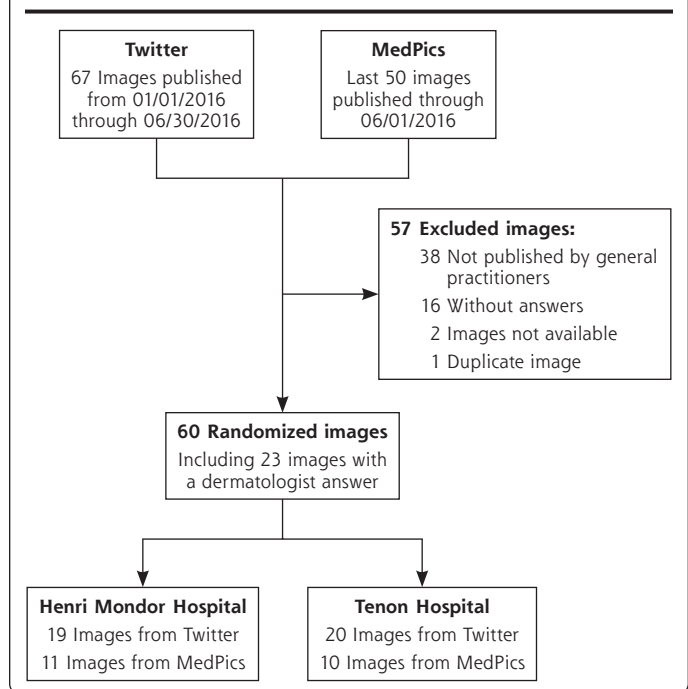 Twitter
67 Images published
from 01/01/2016
through 06/30/2016
MedPics
Last 50 images
published through
06/01/2016
57 Excluded images:
38 Not published by general
practitioners
16 Without answers
2 Images not available
1 Duplicate image
60 Randomized images
Including 23 images with
a dermatologist answer
Henri Mondor Hospital
19 Images from Twitter
11 Images from MedPics
Tenon Hospital
20 Images from Twitter
10 Images from MedPics